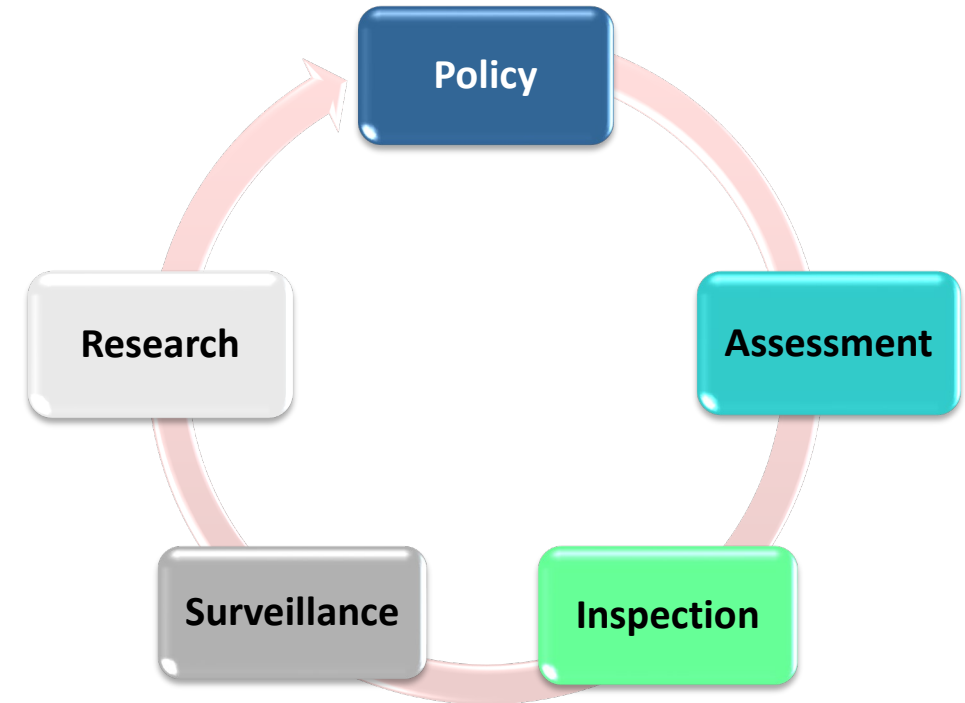 Policy
Assessment
Inspection
Surveillance
Research